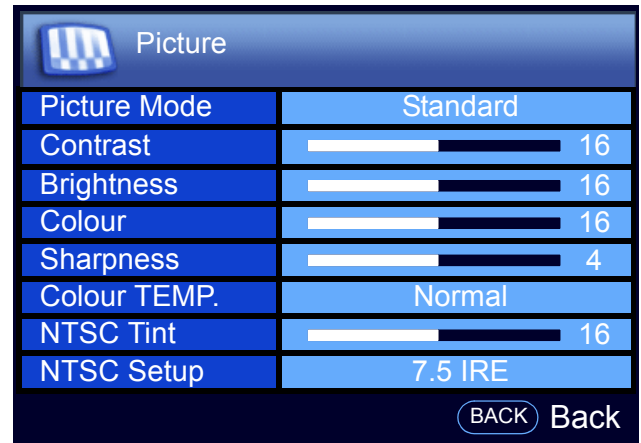 Picture
Picture Mode Standard
Contrast 16
Brightness 16
Colour 16
Sharpness 4
Colour TEMP. Normal
NTSC Tint 16
NTSC Setup 7.5 IRE
BACK Back